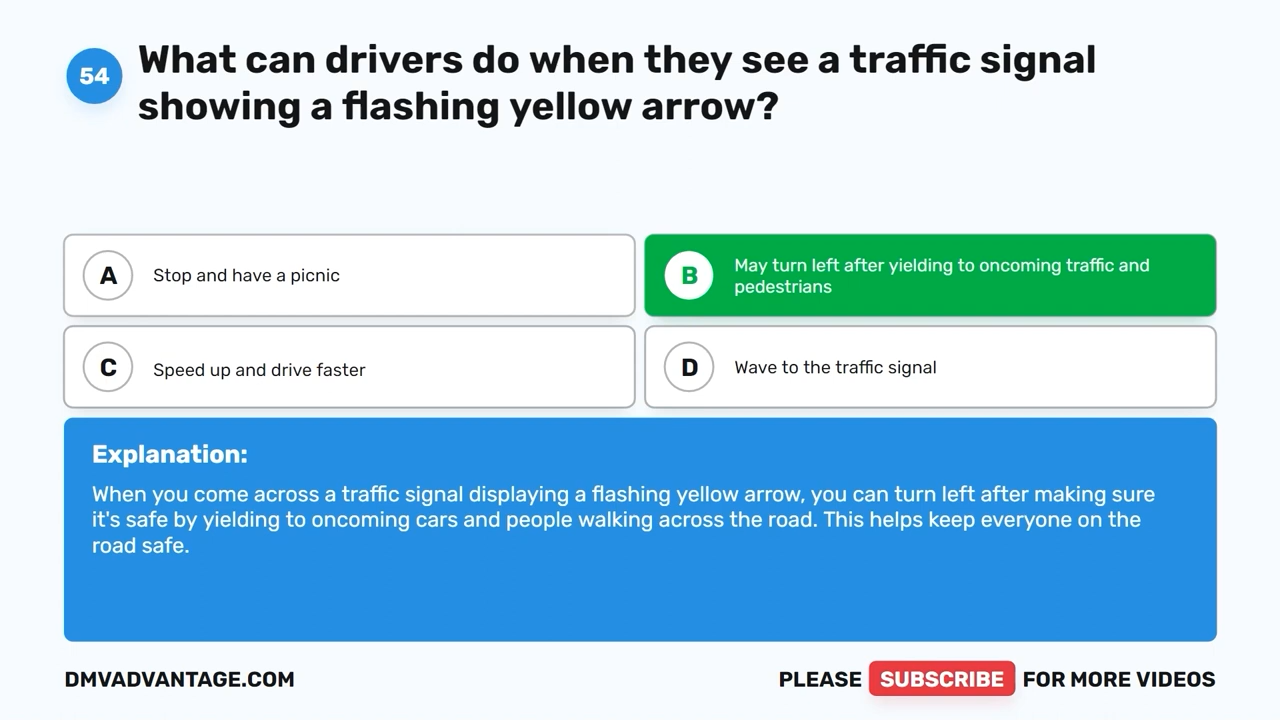 54
What can drivers do when they see a traffic signal
showing a flashing yellow arrow?
A
Stop and have a picnic
B
May turn left after yielding to oncoming traffic and
pedestrians
C
Speed up and drive faster
D
Wave to the traffic signal
Explanation:
When you come across a traffic signal displaying a flashing yellow arrow, you can turn left after making sure
it's safe by yielding to oncoming cars and people walking across the road. This helps keep everyone on the
road safe.
DMVADVANTAGE.COM
PLEASE SUBSCRIBE FOR MORE VIDEOS